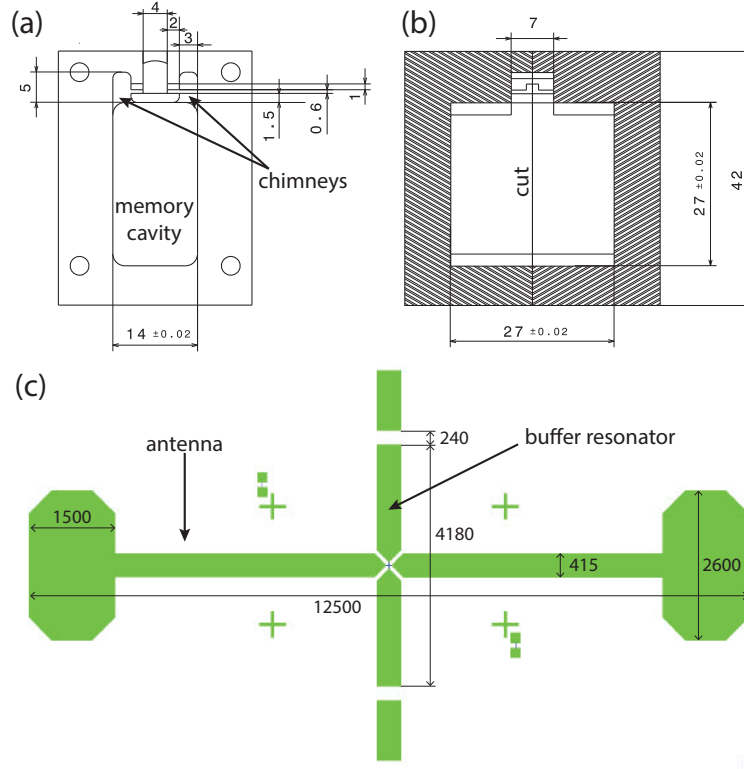 (a)
4
2
3
5
1
0.6
1.5
chimneys
memory
cavity
14 ±0.02
(b)
7
cut
27 ±0.02
42
27 ±0.02
(c)
antenna
240
buffer resonator
1500
4180
415
2600
12500